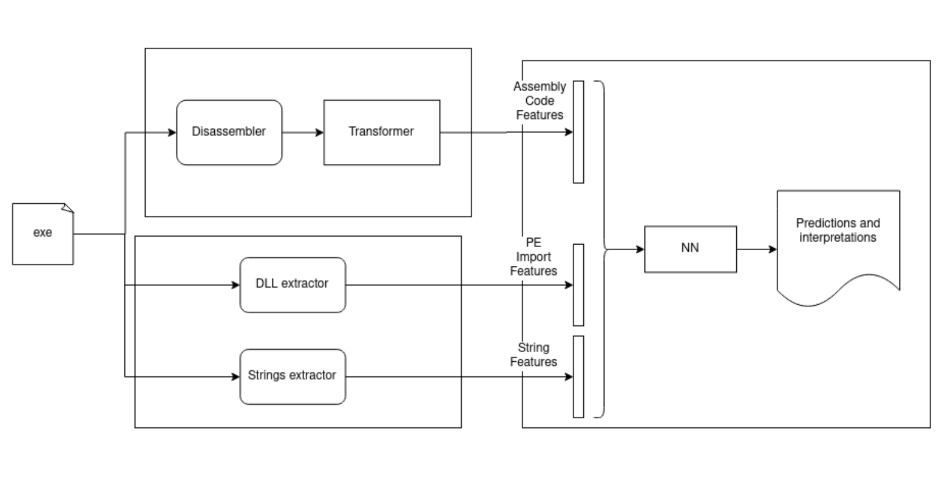 Assembly
Code
Features
Disassembler
Transformer
exe
PE
Import
Features
Predictions and
interpretations
NN
DLL extractor
String
Features
Strings extractor